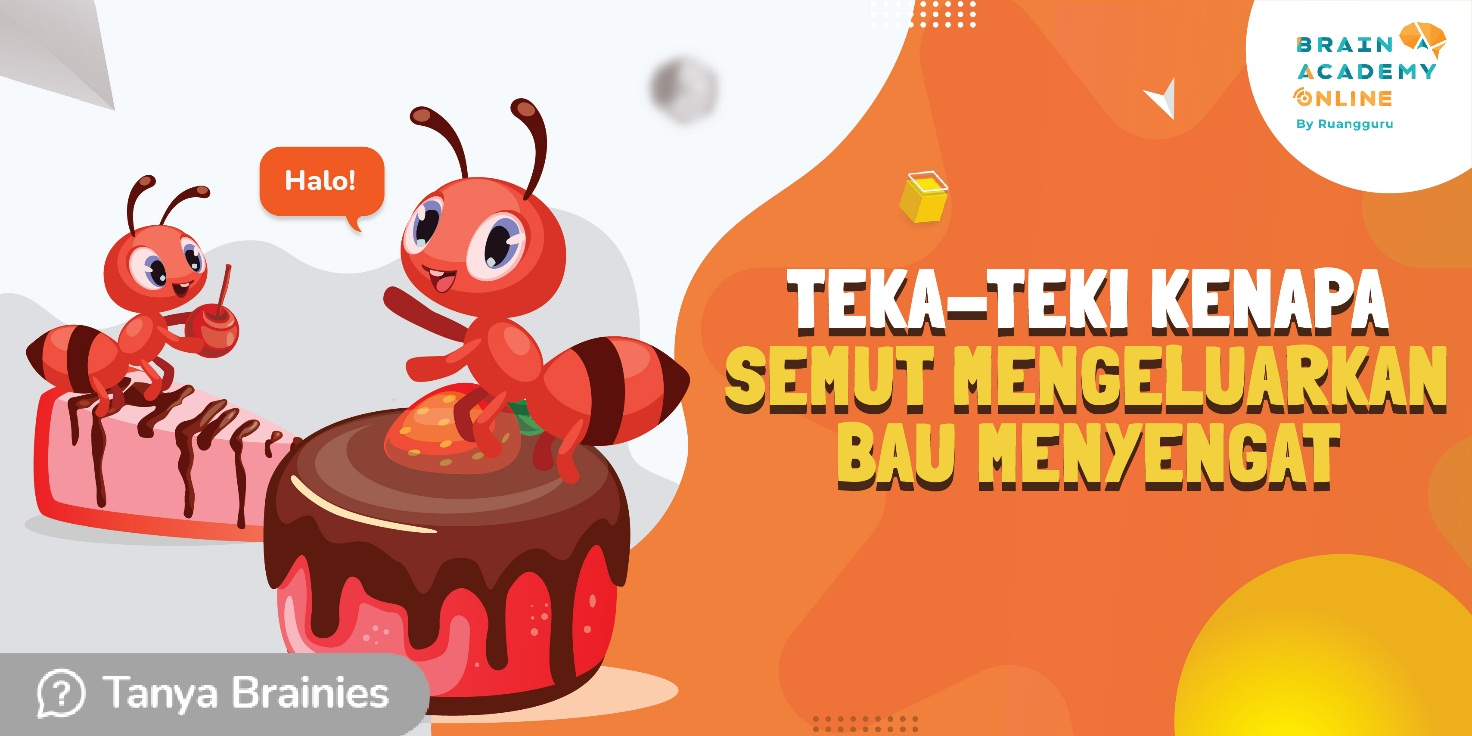 BRAIN
ACADEMY
ONLINE
By Ruangguru
Halo!
TEKA-TEKI KENAPA
SEMUT MENGELUARKAN
BAU MENYENGAT
Tanya Brainies